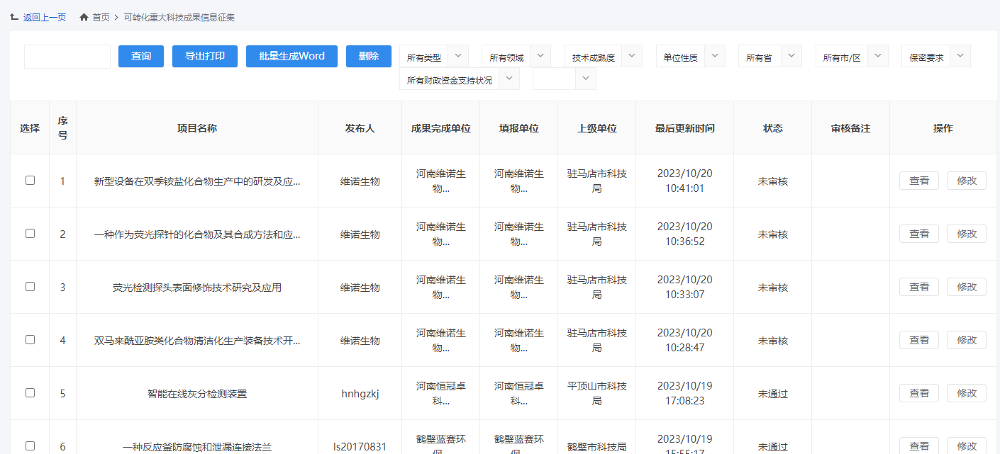 返回上一页 首页 > 可转化重大科技成果信息征集
查询 导出打印 批量生成Word 删除 所有类型 所有领域 技术成熟度 单位性质 所有省 所有市/区 保密要求
所有财政资金支持状况
选择 序号 项目名称 发布人 成果完成单位 填报单位 上级单位 最后更新时间 状态 审核备注 操作
1 新型设备在双季铵盐化合物生产中的研发及应... 维诺生物 河南维诺生物... 河南维诺生物... 驻马店市科技局 2023/10/20 10:41:01 未审核 查看 修改
2 一种作为荧光探针的化合物及其合成方法和应... 维诺生物 河南维诺生物... 河南维诺生物... 驻马店市科技局 2023/10/20 10:36:52 未审核 查看 修改
3 荧光检测探头表面修饰技术研究及应用 维诺生物 河南维诺生物... 河南维诺生物... 驻马店市科技局 2023/10/20 10:33:07 未审核 查看 修改
4 双马来酰亚胺类化合物清洁化生产装备技术开... 维诺生物 河南维诺生物... 河南维诺生物... 驻马店市科技局 2023/10/20 10:28:47 未审核 查看 修改
5 智能在线灰分检测装置 hnhgzkj 河南恒冠卓科... 河南恒冠卓科... 平顶山市科技局 2023/10/19 17:08:23 未通过 查看 修改
6 一种反应釜防腐蚀和泄漏连接法兰 ls20170831 鹤壁蓝赛环保... 鹤壁蓝赛环保... 鹤壁市科技局 2023/10/19 15:55:17 未通过 查看 修改